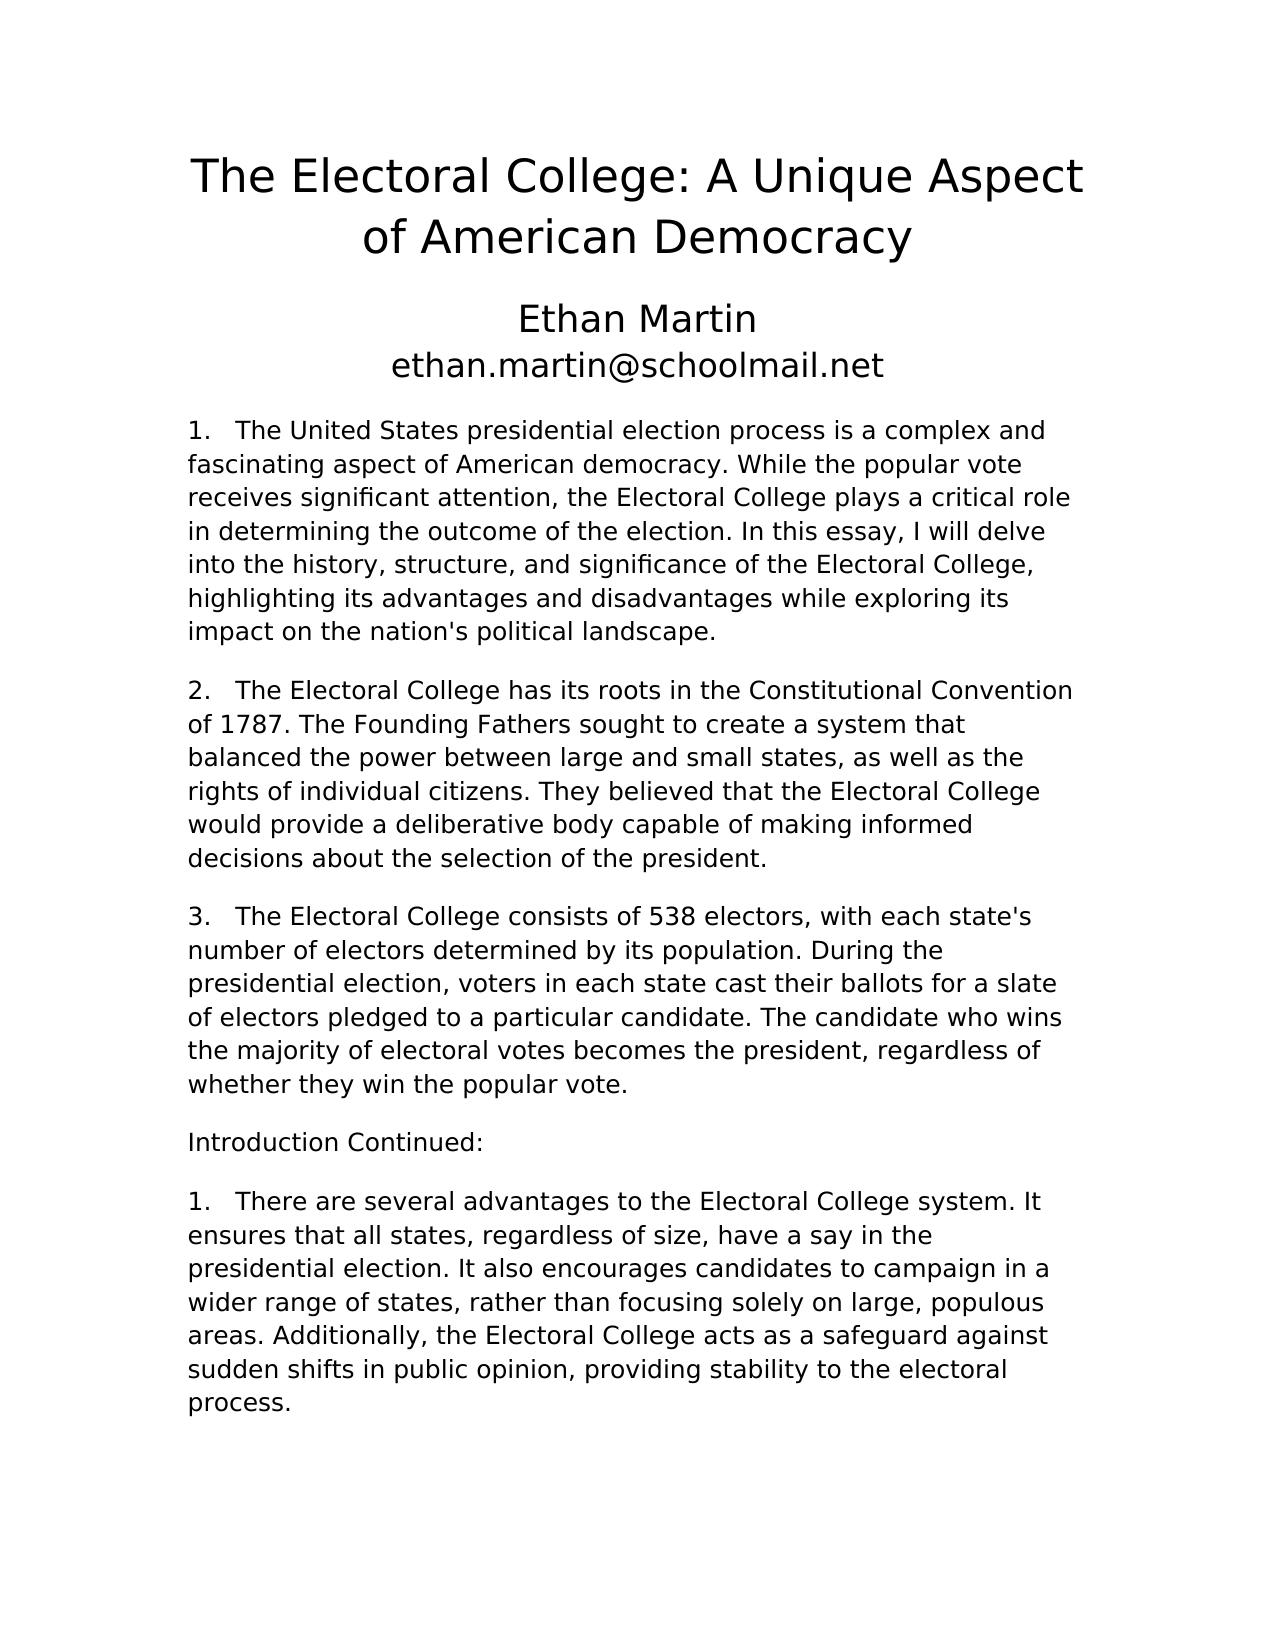 The Electoral College: A Unique Aspect
of American Democracy
Ethan Martin
ethan.martin@schoolmail.net
1. The United States presidential election process is a complex and
fascinating aspect of American democracy. While the popular vote
receives significant attention, the Electoral College plays a critical role
in determining the outcome of the election. In this essay, I will delve
into the history, structure, and significance of the Electoral College,
highlighting its advantages and disadvantages while exploring its
impact on the nation's political landscape.
2. The Electoral College has its roots in the Constitutional Convention
of 1787. The Founding Fathers sought to create a system that
balanced the power between large and small states, as well as the
rights of individual citizens. They believed that the Electoral College
would provide a deliberative body capable of making informed
decisions about the selection of the president.
3. The Electoral College consists of 538 electors, with each state's
number of electors determined by its population. During the
presidential election, voters in each state cast their ballots for a slate
of electors pledged to a particular candidate. The candidate who wins
the majority of electoral votes becomes the president, regardless of
whether they win the popular vote.
Introduction Continued:
1. There are several advantages to the Electoral College system. It
ensures that all states, regardless of size, have a say in the
presidential election. It also encourages candidates to campaign in a
wider range of states, rather than focusing solely on large, populous
areas. Additionally, the Electoral College acts as a safeguard against
sudden shifts in public opinion, providing stability to the electoral
process.